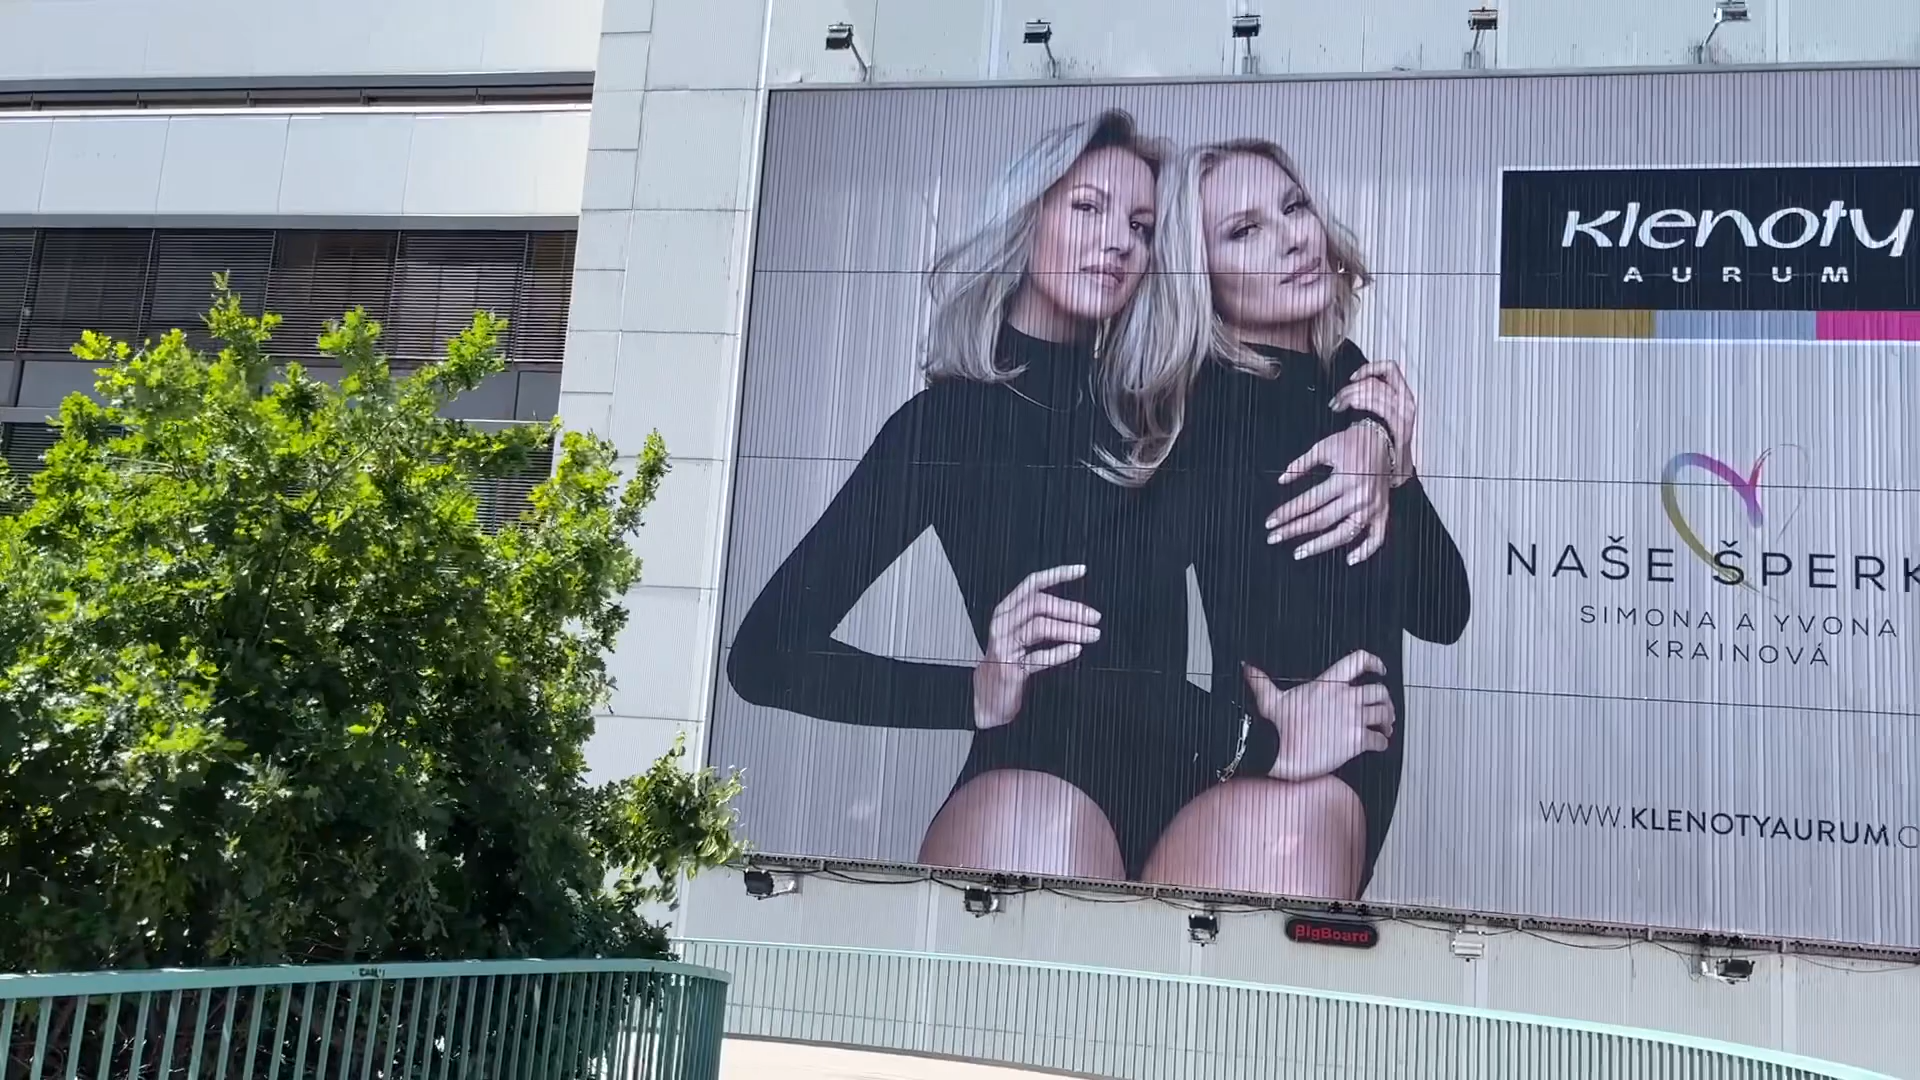 Klenoty
AURUM
NAŠE ŠPERK
SIMONA A YVONA
KRAINOVÁ
WWW.KLENOTYAURUM.C
BigBoard